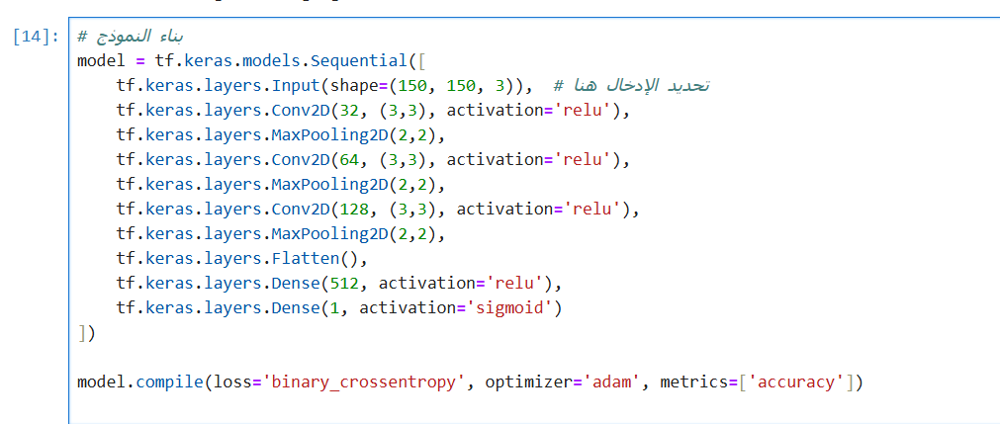 [14]: # بناء النموذج
model = tf.keras.models.Sequential([
    tf.keras.layers.Input(shape=(150, 150, 3)),  # تحديد الإدخال هنا
    tf.keras.layers.Conv2D(32, (3,3), activation='relu'),
    tf.keras.layers.MaxPooling2D(2,2),
    tf.keras.layers.Conv2D(64, (3,3), activation='relu'),
    tf.keras.layers.MaxPooling2D(2,2),
    tf.keras.layers.Conv2D(128, (3,3), activation='relu'),
    tf.keras.layers.MaxPooling2D(2,2),
    tf.keras.layers.Flatten(),
    tf.keras.layers.Dense(512, activation='relu'),
    tf.keras.layers.Dense(1, activation='sigmoid')
])
model.compile(loss='binary_crossentropy', optimizer='adam', metrics=['accuracy'])